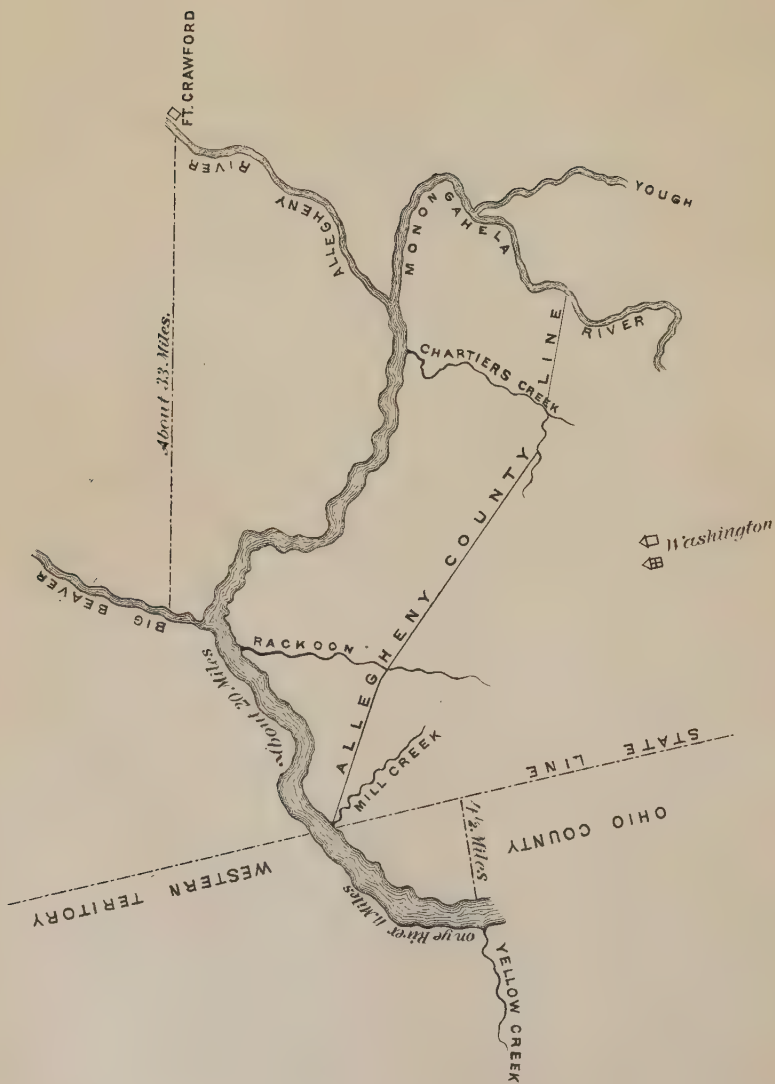 FT. CRAWFORD
ALLEGHENY RIVER
MONONGAHELA
RIVER
YOUGH
About 33 Miles.
CHARTIERS CREEK
BIG BEAVER
RACKOON
ALLEGHENY COUNTY LINE
Washington
About 20 Miles
MILL CREEK
STATE LINE
WESTERN TERITORY
OHIO COUNTY
4½ Miles
on ye River 11 Miles
YELLOW CREEK